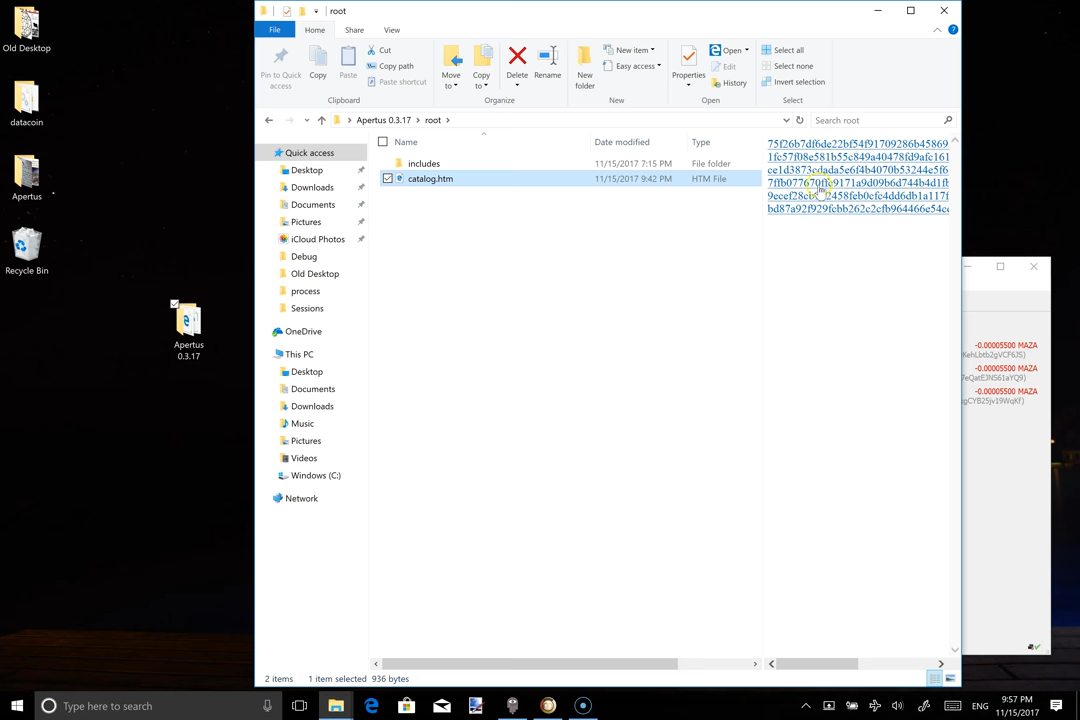 Old Desktop
datacoin
Apertus
Recycle Bin
Apertus
0.3.17
root
File
Home
Share
View
Pin to Quick
access
Copy
Paste
Cut
Copy path
Paste shortcut
Clipboard
Move
to
Copy
to
Delete
Rename
Organize
New
folder
New item
Easy access
New
Properties
Open
Edit
History
Open
Select all
Select none
Invert selection
Select
Apertus 0.3.17 > root >
Search root
Quick access
Desktop
Downloads
Documents
Pictures
iCloud Photos
Debug
Old Desktop
process
Sessions
OneDrive
This PC
Desktop
Documents
Downloads
Music
Pictures
Videos
Windows (C:)
Network
Name
Date modified
Type
includes
11/15/2017 7:15 PM
File folder
catalog.htm
11/15/2017 9:42 PM
HTM File
75f26b7df6de22bf54f91709286b45869
1fc57f08e581b55c849a40478fd9afc161
ce1d3873cdada5e6f4b4070b53244e5f6
bd87a92f929fcbb262c2cfb964466e54ce
-0.00005500 MAZA
KehLbtb2gVCF6JS)
-0.00005500 MAZA
7eQatEJNS61aYQ9)
-0.00005500 MAZA
gCYB25jv19WqKf)
2 items
1 item selected 936 bytes
Type here to search
ENG
9:57 PM
11/15/2017